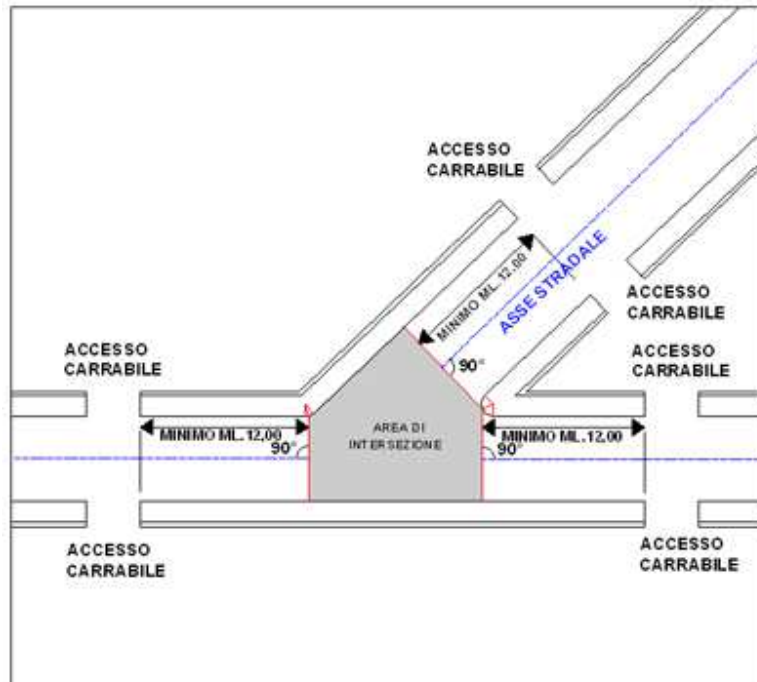 ACCESSO
CARRABILE
MINIMO ML. 12,00
ASSE STRADALE
90°
ACCESSO
CARRABILE
ACCESSO
CARRABILE
ACCESSO
CARRABILE
MINIMO ML. 12,00
90°
AREA DI
INTERSEZIONE
MINIMO ML. 12,00
90°
ACCESSO
CARRABILE
ACCESSO
CARRABILE